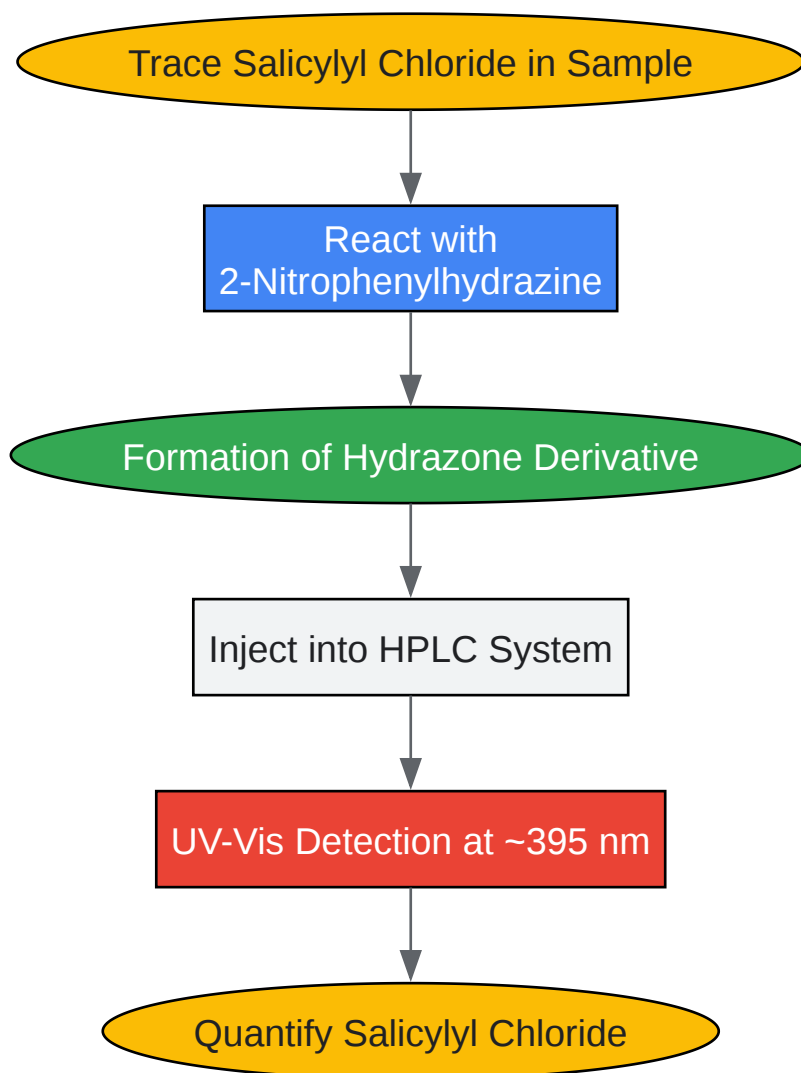 Trace Salicylyl Chloride in Sample
React with
2-Nitrophenylhydrazine
Formation of Hydrazone Derivative
Inject into HPLC System
UV-Vis Detection at ~395 nm
Quantify Salicylyl Chloride